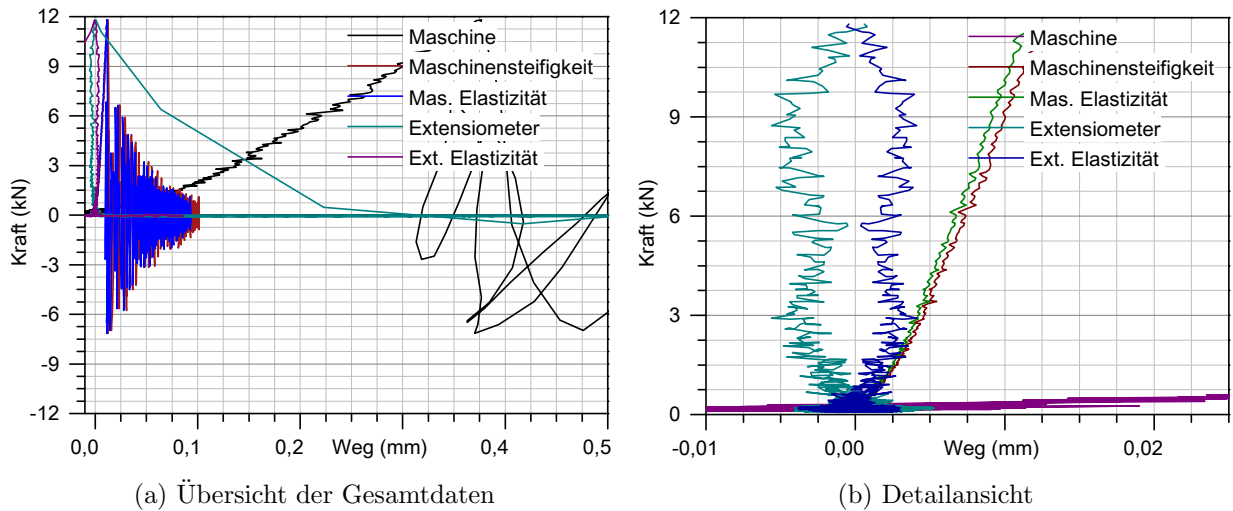 12
9
6
3
0
-3
-6
-9
-12
Kraft (kN)
0,0
0,1
0,2
Weg (mm)
0,4
0,5
Maschine
Maschinensteifigkeit
Mas. Elastizität
Extensiometer
Ext. Elastizität
(a) Übersicht der Gesamtdaten
12
9
6
3
0
Kraft (kN)
-0,01
0,00
Weg (mm)
0,02
Maschine
Maschinensteifigkeit
Mas. Elastizität
Extensiometer
Ext. Elastizität
(b) Detailansicht